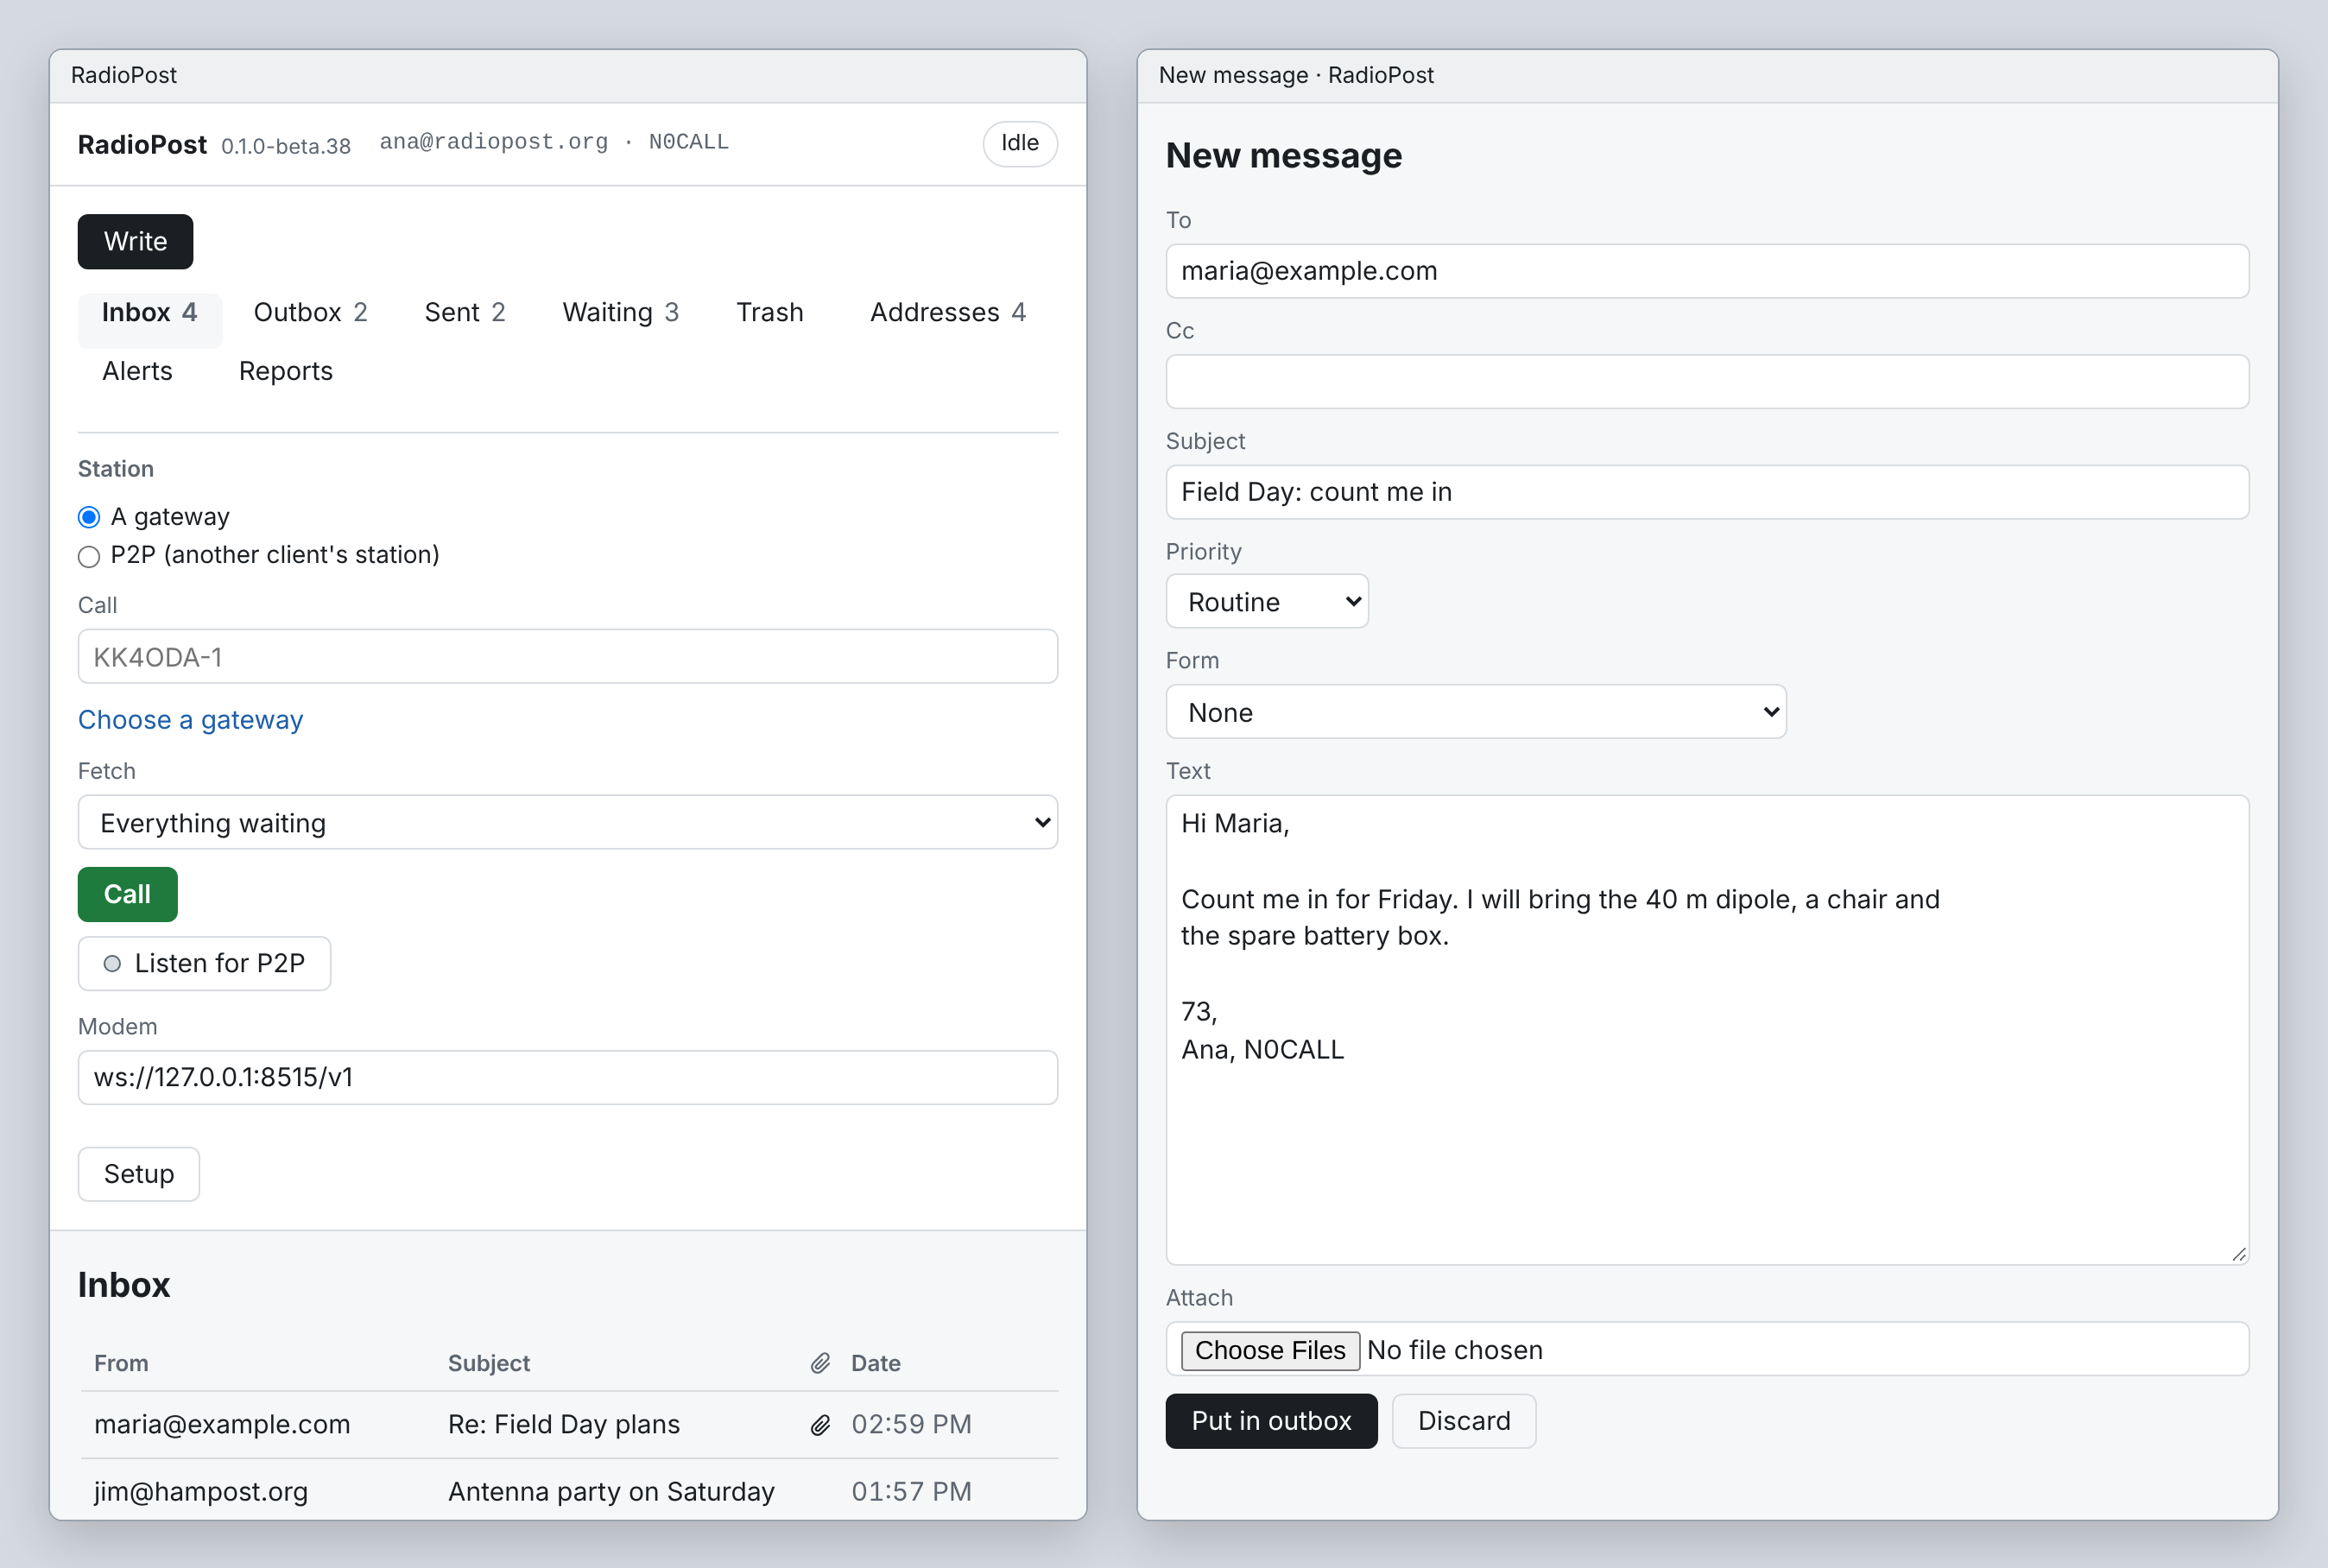 RadioPost
RadioPost 0.1.0-beta.38 ana@radiopost.org · N0CALL Idle
Write
Inbox 4 Outbox 2 Sent 2 Waiting 3 Trash Addresses 4
Alerts Reports
Station
A gateway
P2P (another client's station)
Call
KK4ODA-1
Choose a gateway
Fetch
Everything waiting
Call
Listen for P2P
Modem
ws://127.0.0.1:8515/v1
Setup
Inbox
From Subject Date
maria@example.com Re: Field Day plans 02:59 PM
jim@hampost.org Antenna party on Saturday 01:57 PM
New message · RadioPost
New message
To
maria@example.com
Cc
Subject
Field Day: count me in
Priority
Routine
Form
None
Text
Hi Maria,
Count me in for Friday. I will bring the 40 m dipole, a chair and
the spare battery box.
73,
Ana, N0CALL
Attach
Choose Files No file chosen
Put in outbox Discard